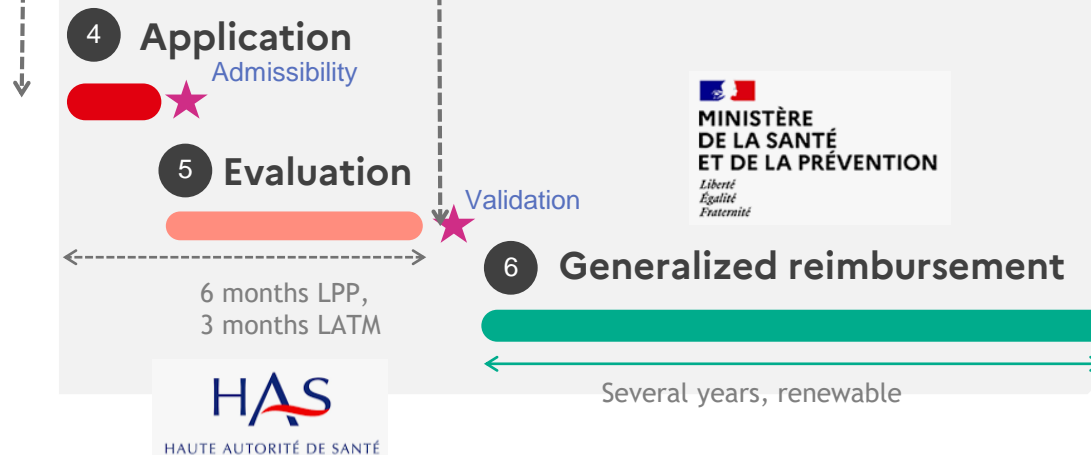 4 Application
Admissibility
MINISTÈRE
DE LA SANTÉ
ET DE LA PRÉVENTION
Liberté
Égalité
Fraternité
5 Evaluation
Validation
6 Generalized reimbursement
6 months LPP,
3 months LATM
Several years, renewable
HAS
HAUTE AUTORITÉ DE SANTÉ